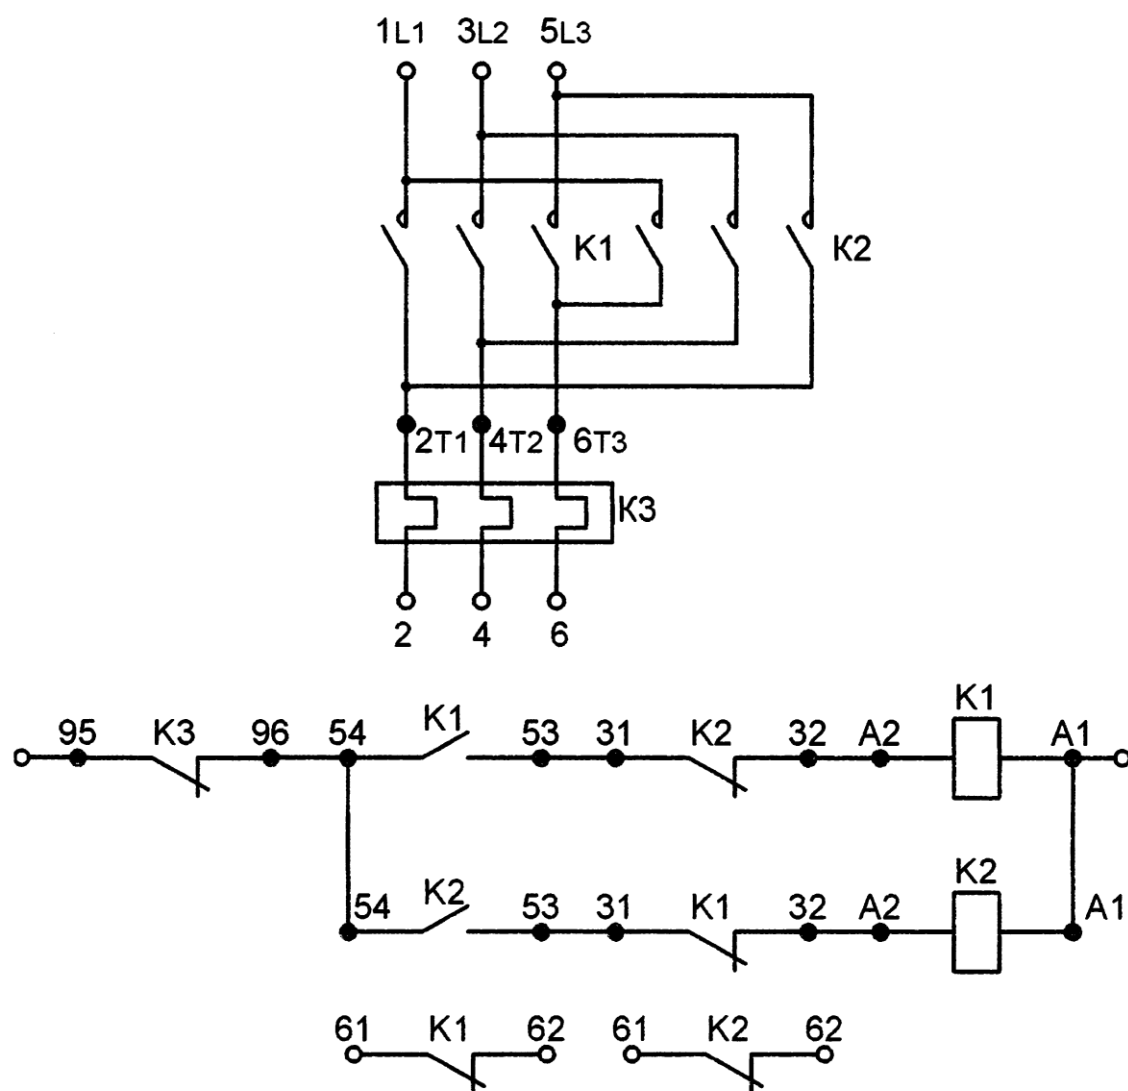 1L1 3L2 5L3
K1 K2
2T1 4T2 6T3
K3
2 4 6
95 K3 96 54 K1 53 31 K2 32 A2 K1 A1
54 K2 53 31 K1 32 A2 K2 A1
61 K1 62 61 K2 62